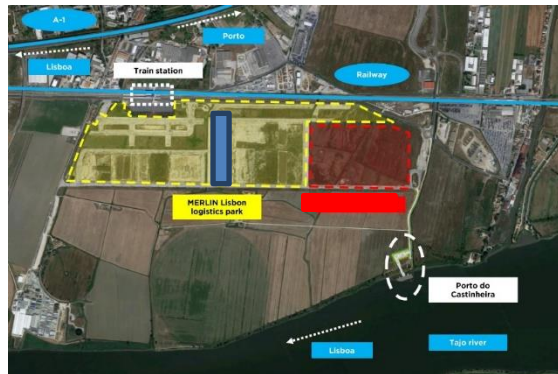 A-1
Porto
Lisboa
Train station
Railway
MERLIN Lisbon
logistics park
Porto do
Castinheira
Lisboa
Tajo river